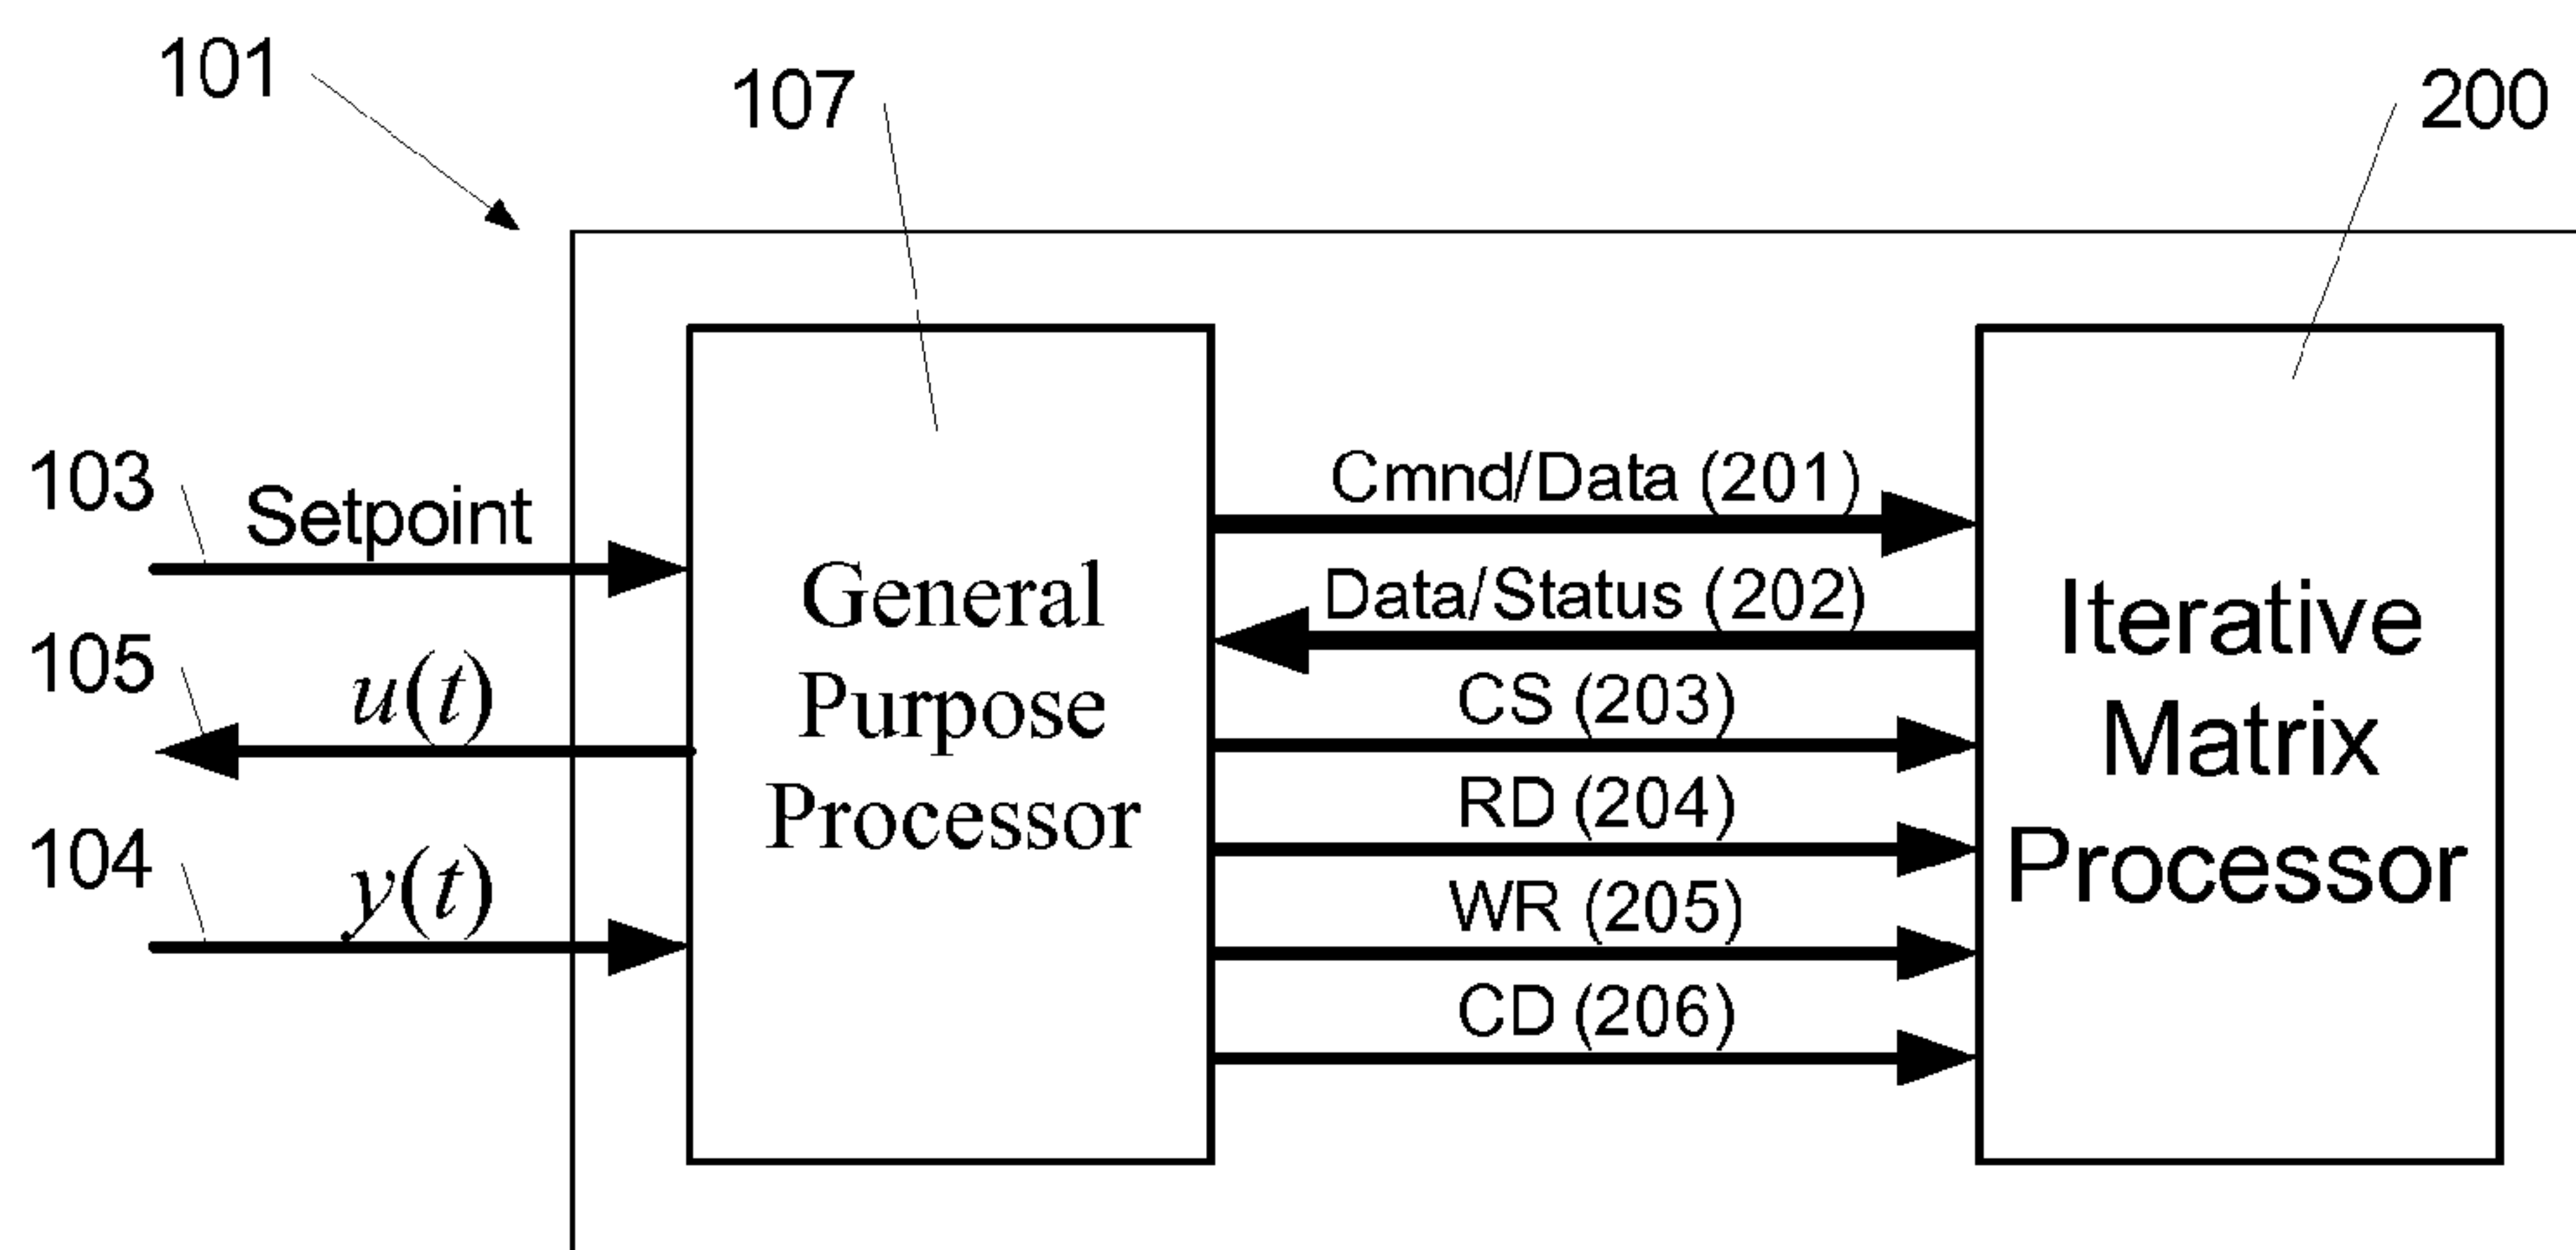 101
107
200
103
Setpoint
105
u(t)
104
y(t)
General
Purpose
Processor
Cmnd/Data (201)
Data/Status (202)
CS (203)
RD (204)
WR (205)
CD (206)
Iterative
Matrix
Processor